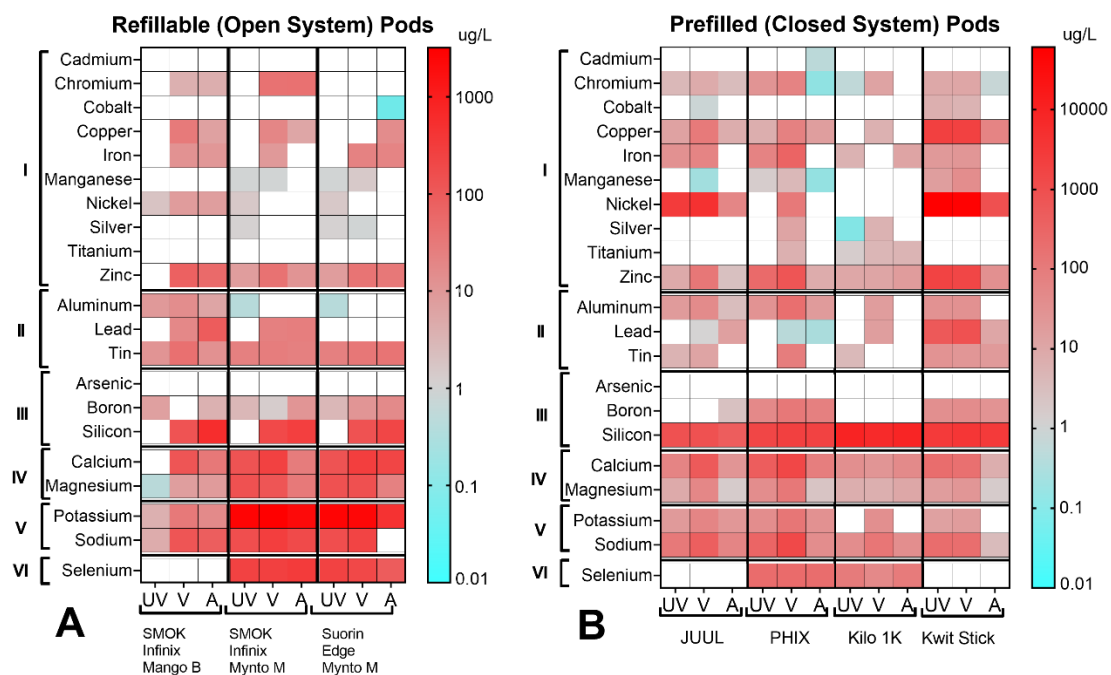 Refillable (Open System) Pods
ug/L
I
Cadmium
Chromium
Cobalt
Copper
Iron
Manganese
Nickel
Silver
Titanium
Zinc
II
Aluminum
Lead
Tin
III
Arsenic
Boron
Silicon
IV
Calcium
Magnesium
V
Potassium
Sodium
VI
Selenium
1000
100
10
1
0.1
0.01
UV V A UV V A UV V A
A
SMOK
Infinix
Mango B
SMOK
Infinix
Mynto M
Suorin
Edge
Mynto M
Prefilled (Closed System) Pods
ug/L
I
Cadmium
Chromium
Cobalt
Copper
Iron
Manganese
Nickel
Silver
Titanium
Zinc
II
Aluminum
Lead
Tin
III
Arsenic
Boron
Silicon
IV
Calcium
Magnesium
V
Potassium
Sodium
VI
Selenium
10000
1000
100
10
1
0.1
0.01
UV V A UV V A UV V A UV V A
B
JUUL PHIX Kilo 1K Kwit Stick